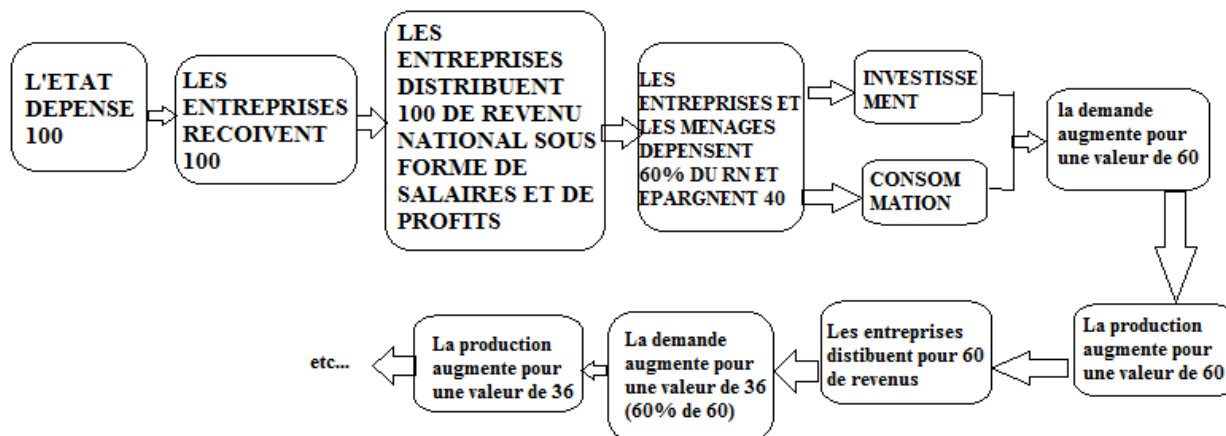 L'ETAT
DEPENSE
100
LES
ENTREPRISES
RECOIVENT
100
LES
ENTREPRISES
DISTRIBUENT
100 DE REVENU
NATIONAL SOUS
FORME DE
SALAIRES ET DE
PROFITS
LES
ENTREPRISES ET
LES MENAGES
DEPENSENT
60% DU RN ET
EPARGNENT 40
INVESTISSE
MENT
CONSOM
MATION
la demande
augmente pour
une valeur de 60
La production
augmente pour
une valeur de 60
Les entreprises
distibuent pour 60
de revenus
La demande
augmente pour
une valeur de 36
(60% de 60)
La production
augmente pour
une valeur de 36
etc...